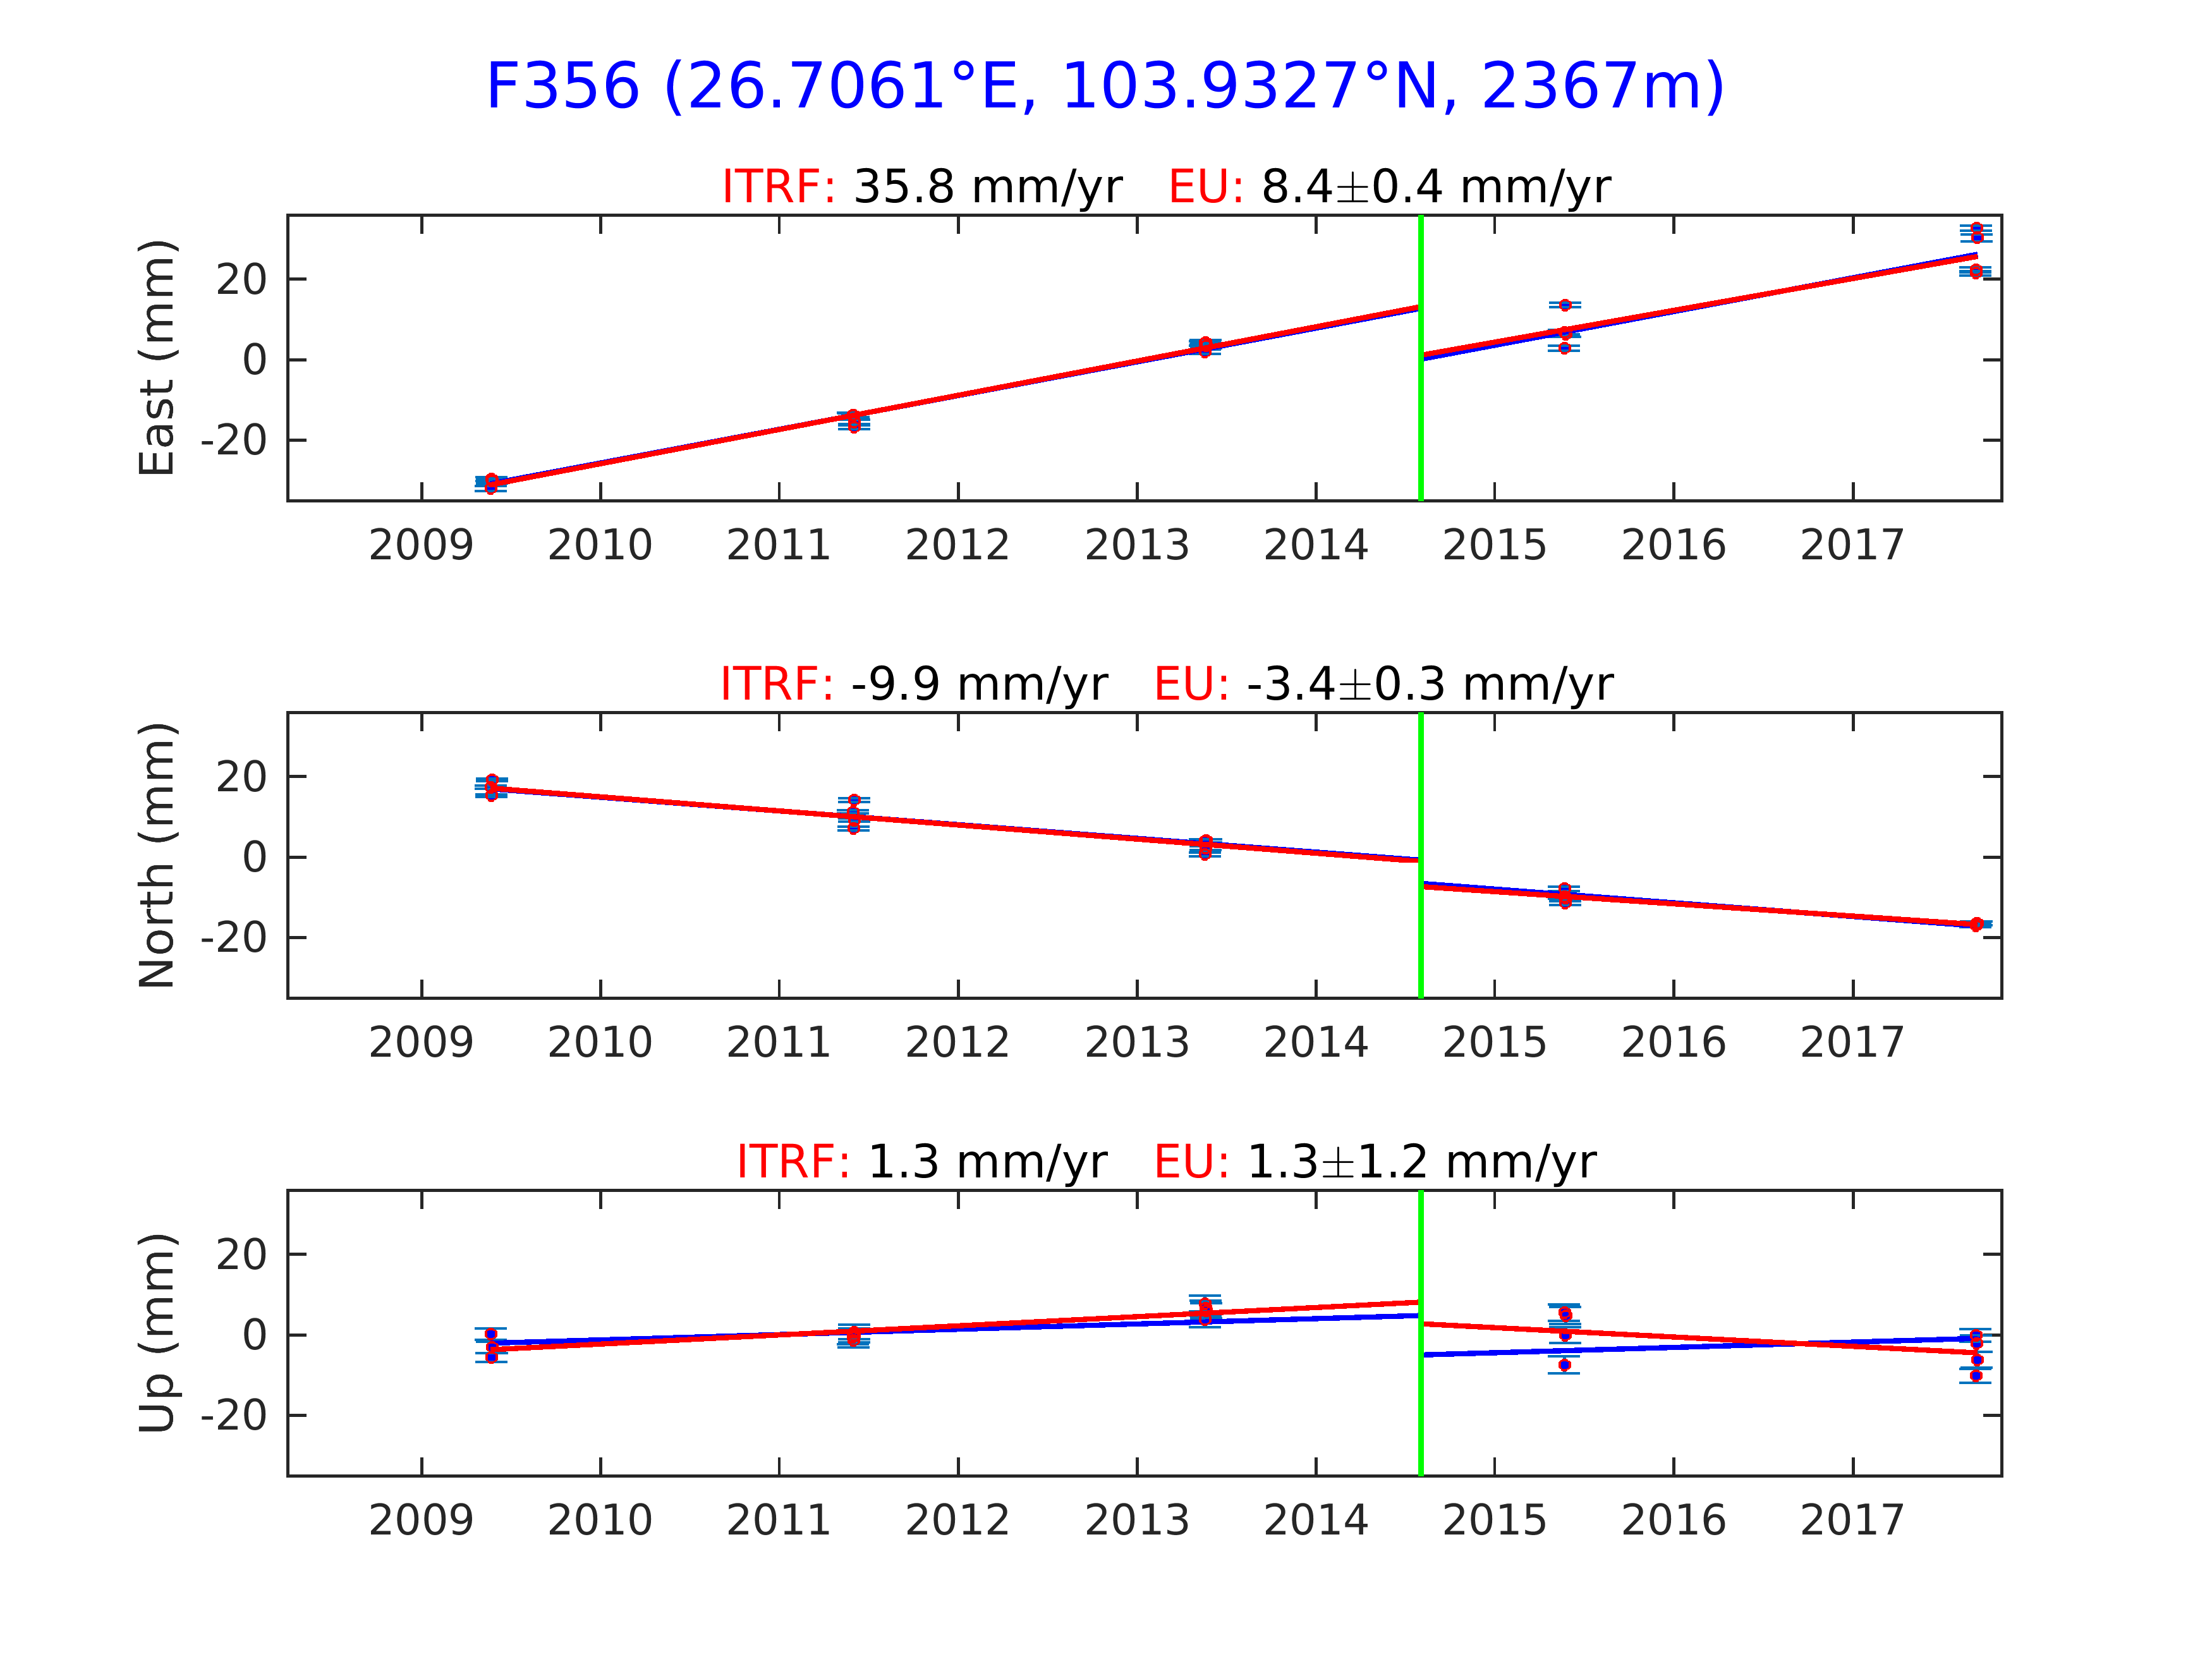 F356 (26.7061°E, 103.9327°N, 2367m)
ITRF: 35.8 mm/yr EU: 8.4±0.4 mm/yr
East (mm)
20
0
-20
2009 2010 2011 2012 2013 2014 2015 2016 2017
ITRF: -9.9 mm/yr EU: -3.4±0.3 mm/yr
North (mm)
20
0
-20
2009 2010 2011 2012 2013 2014 2015 2016 2017
ITRF: 1.3 mm/yr EU: 1.3±1.2 mm/yr
Up (mm)
20
0
-20
2009 2010 2011 2012 2013 2014 2015 2016 2017